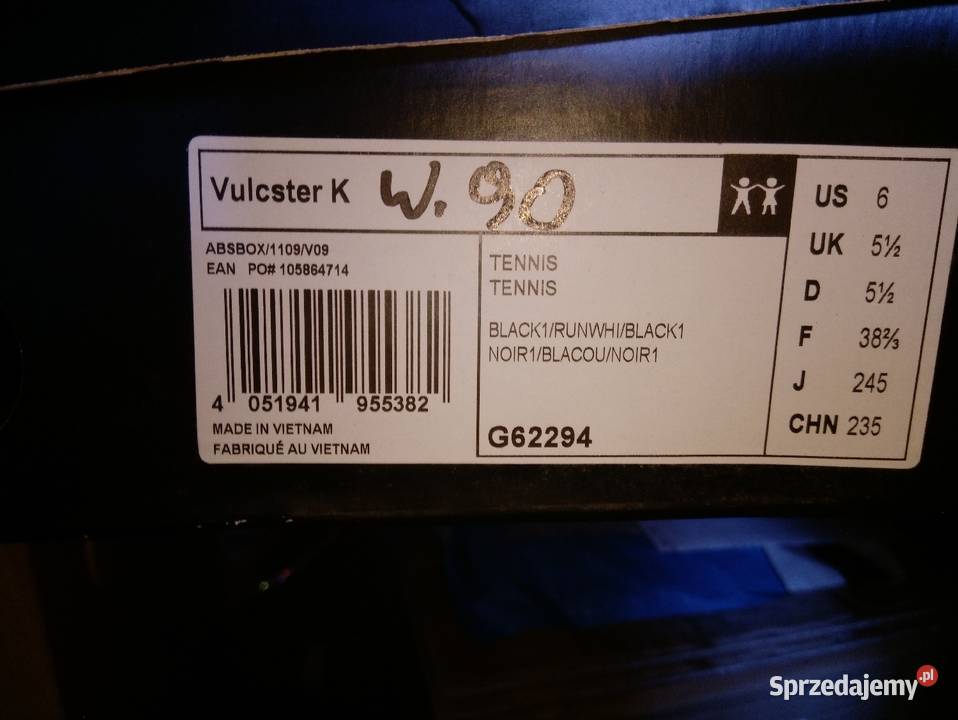 Vulcster K W. 90
ABSBOX/1109/V09
EAN PO# 105864714
4 051941 955382
MADE IN VIETNAM
FABRIQUÉ AU VIETNAM
TENNIS
TENNIS
BLACK1/RUNWHI/BLACK1
NOIR1/BLACOU/NOIR1
G62294
US 6
UK 5½
D 5½
F 38⅔
J 245
CHN 235
Sprzedajemy.pl